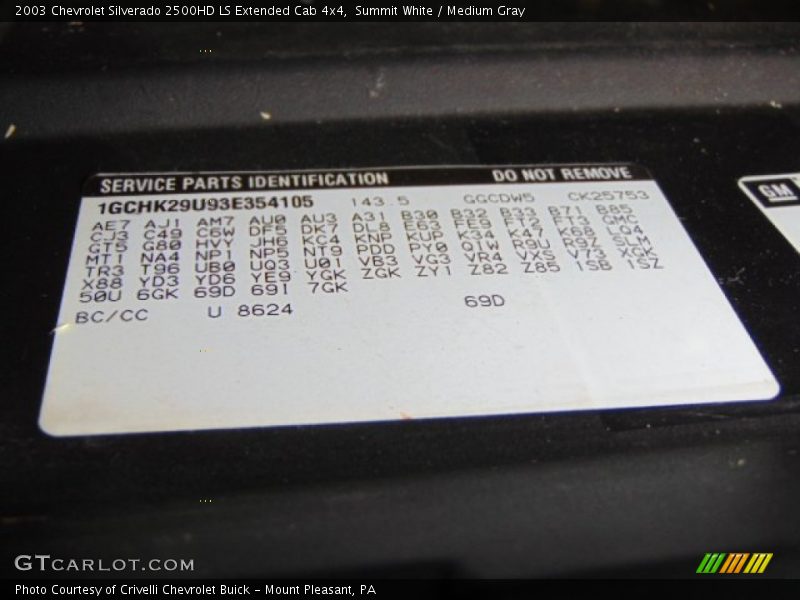 2003 Chevrolet Silverado 2500HD LS Extended Cab 4x4, Summit White / Medium Gray
SERVICE PARTS IDENTIFICATION DO NOT REMOVE
1GCHK29U93E354105 143.5 GGCDW5 CK25753
AE7 AJ1 AM7 AU0 AU3 A31 B30 B32 B33 B71 B85
CJ3 C49 C6W DF5 DK7 DL8 E63 FE9 GMC
GT5 G80 HVY JH6 KC4 KNP KUP K34 K47 K68 LQ4
MT1 NA4 NP1 NP5 NT9 PDD PY0 Q1W R9U R9Z SLM
TR3 T96 UB0 UQ3 U01 VB3 VG3 VR4 VXS V73 XGK
X88 YD3 YD6 YE9 YGK ZGK ZY1 Z82 Z85 1SB 1SZ
50U 6GK 69D 691 7GK
BC/CC U 8624 69D
GM
GTCARLOT.COM
Photo Courtesy of Crivelli Chevrolet Buick - Mount Pleasant, PA